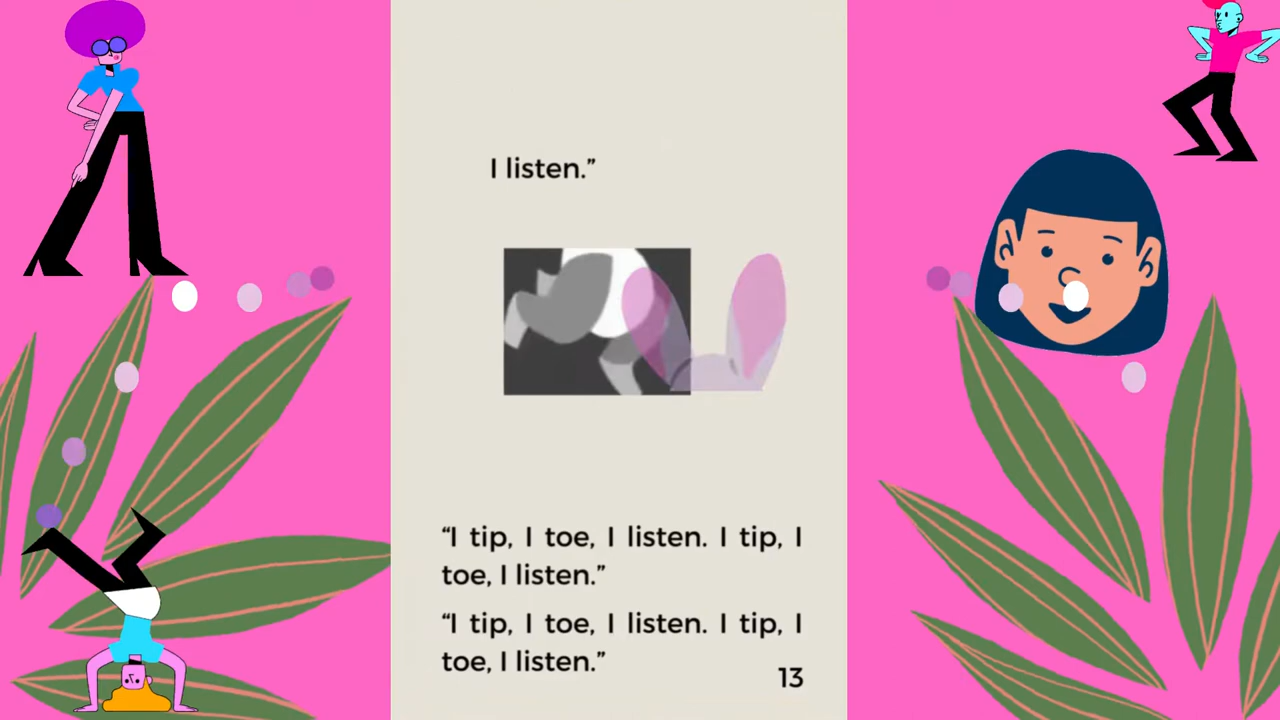 I listen.”
“I tip, I toe, I listen. I tip, I
toe, I listen.”
“I tip, I toe, I listen. I tip, I
toe, I listen.”
13